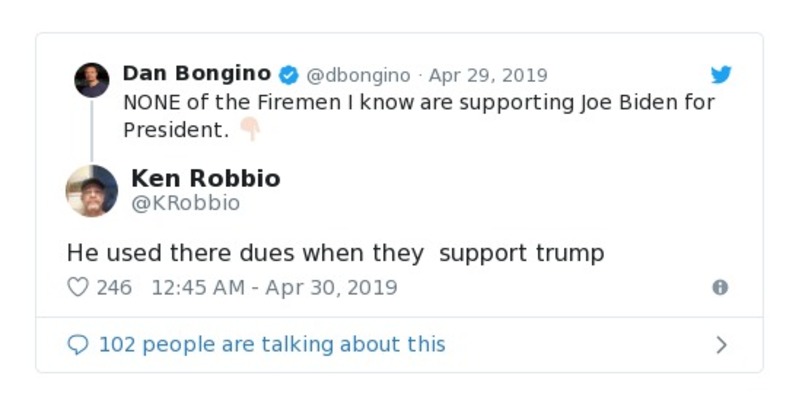 Dan Bongino @dbongino · Apr 29, 2019
NONE of the Firemen I know are supporting Joe Biden for
President. 👇🏻
Ken Robbio
@KRobbio
He used there dues when they  support trump
246 12:45 AM - Apr 30, 2019
102 people are talking about this